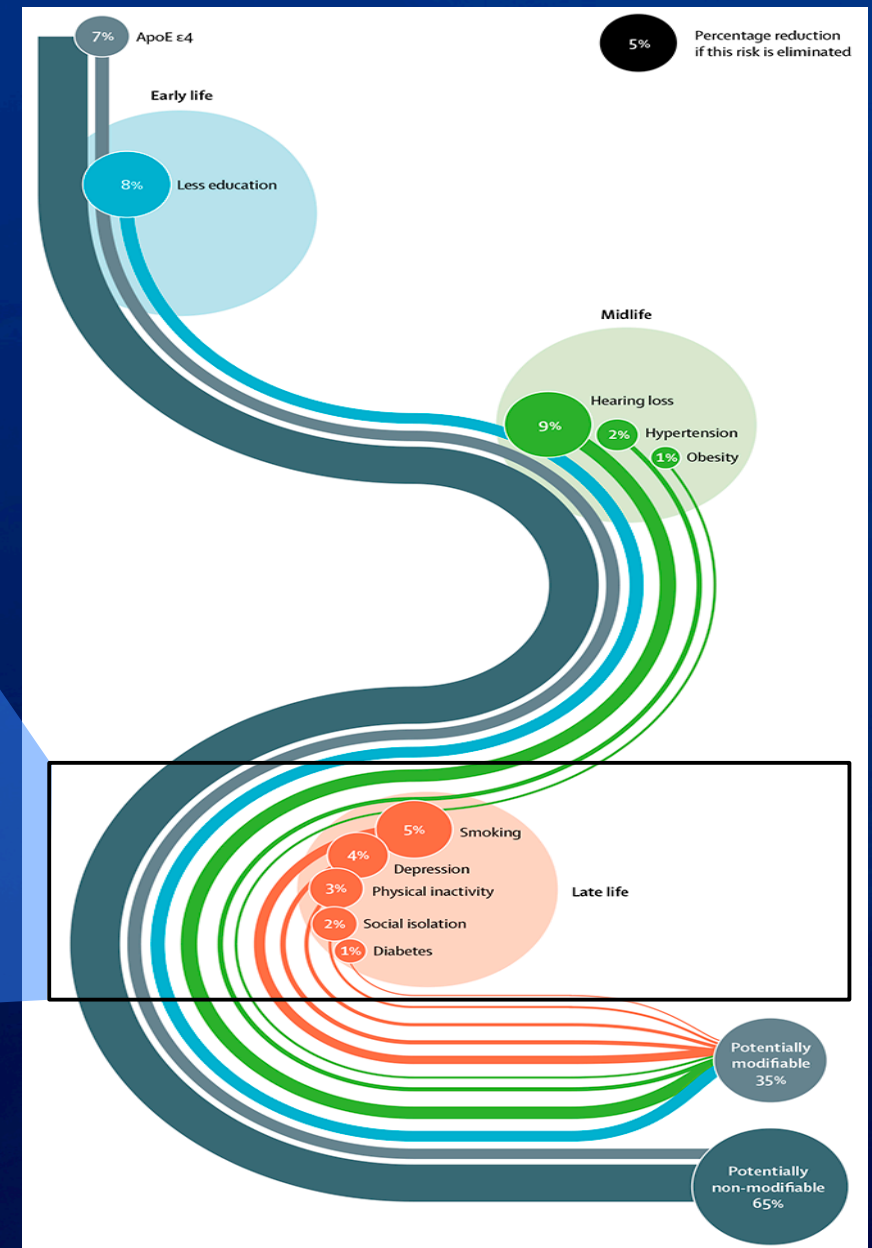 7% ApoE ε4
5% Percentage reduction
if this risk is eliminated
Early life
8% Less education
Midlife
Hearing loss
9%
2% Hypertension
1% Obesity
5% Smoking
4%
Depression
3% Physical inactivity
Late life
2% Social isolation
1% Diabetes
Potentially
modifiable
35%
Potentially
non-modifiable
65%